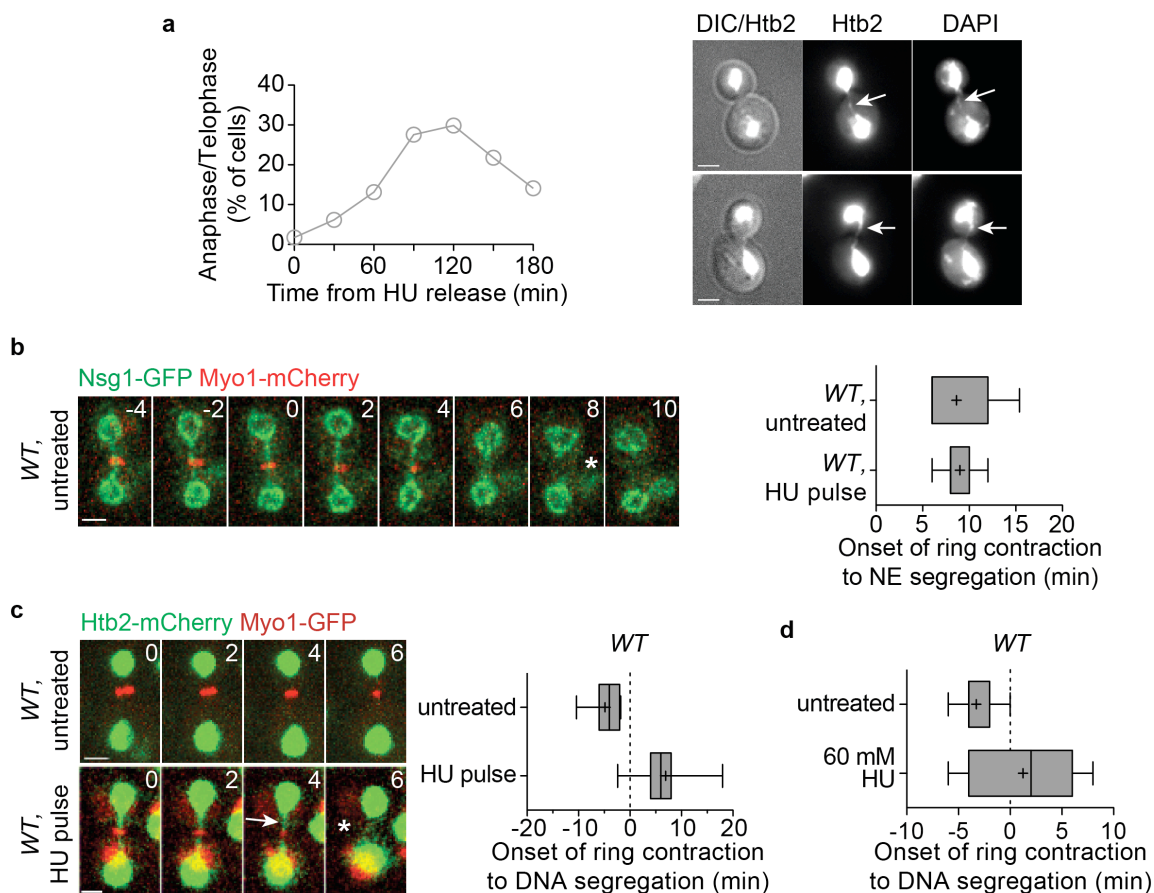 a
DIC/Htb2 Htb2 DAPI
Anaphase/Telophase
(% of cells)
40
30
20
10
0
0 60 120 180
Time from HU release (min)
b
Nsg1-GFP Myo1-mCherry
WT,
untreated
-4 -2 0 2 4 6 8 10
*
WT,
untreated
WT,
HU pulse
0 5 10 15 20
Onset of ring contraction
to NE segregation (min)
c
Htb2-mCherry Myo1-GFP
WT,
untreated
0 2 4 6
WT,
HU pulse
0 2 4 6
*
WT
untreated
HU pulse
-20 -10 0 10 20
Onset of ring contraction
to DNA segregation (min)
d
WT
untreated
60 mM
HU
-10 -5 0 5 10
Onset of ring contraction
to DNA segregation (min)